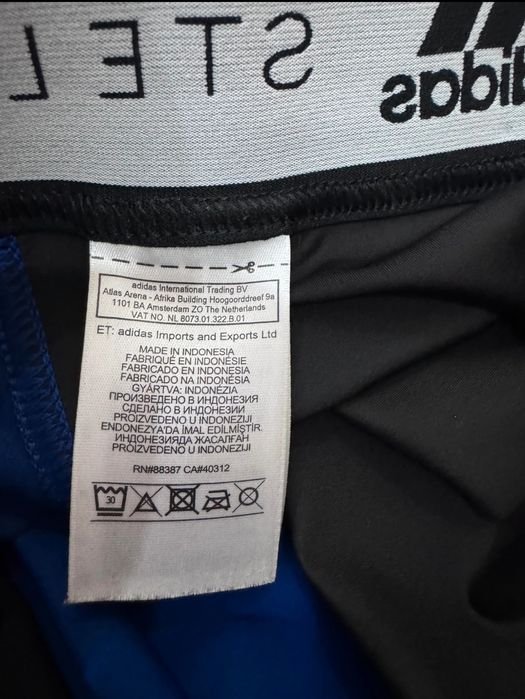 STEL
adidas
adidas International Trading BV
Atlas Arena - Afrika Building Hoogoorddreef 9a
1101 BA Amsterdam ZO The Netherlands
VAT NO. NL 8073.01.322.B.01
ET: adidas Imports and Exports Ltd
MADE IN INDONESIA
FABRIQUÉ EN INDONÉSIE
FABRICADO EN INDONESIA
FABRICADO NA INDONÉSIA
GYÁRTVA: INDONÉZIA
ПРОИЗВЕДЕНО В ИНДОНЕЗИЯ
СДЕЛАНО В ИНДОНЕЗИИ
PROIZVEDENO U INDONEZIJI
ENDONEZYA'DA İMAL EDİLMİŞTİR.
ИНДОНЕЗИЯДА ЖАСАЛҒАН
PROIZVEDENO U INDONEZIJI
RN#88387 CA#40312
30